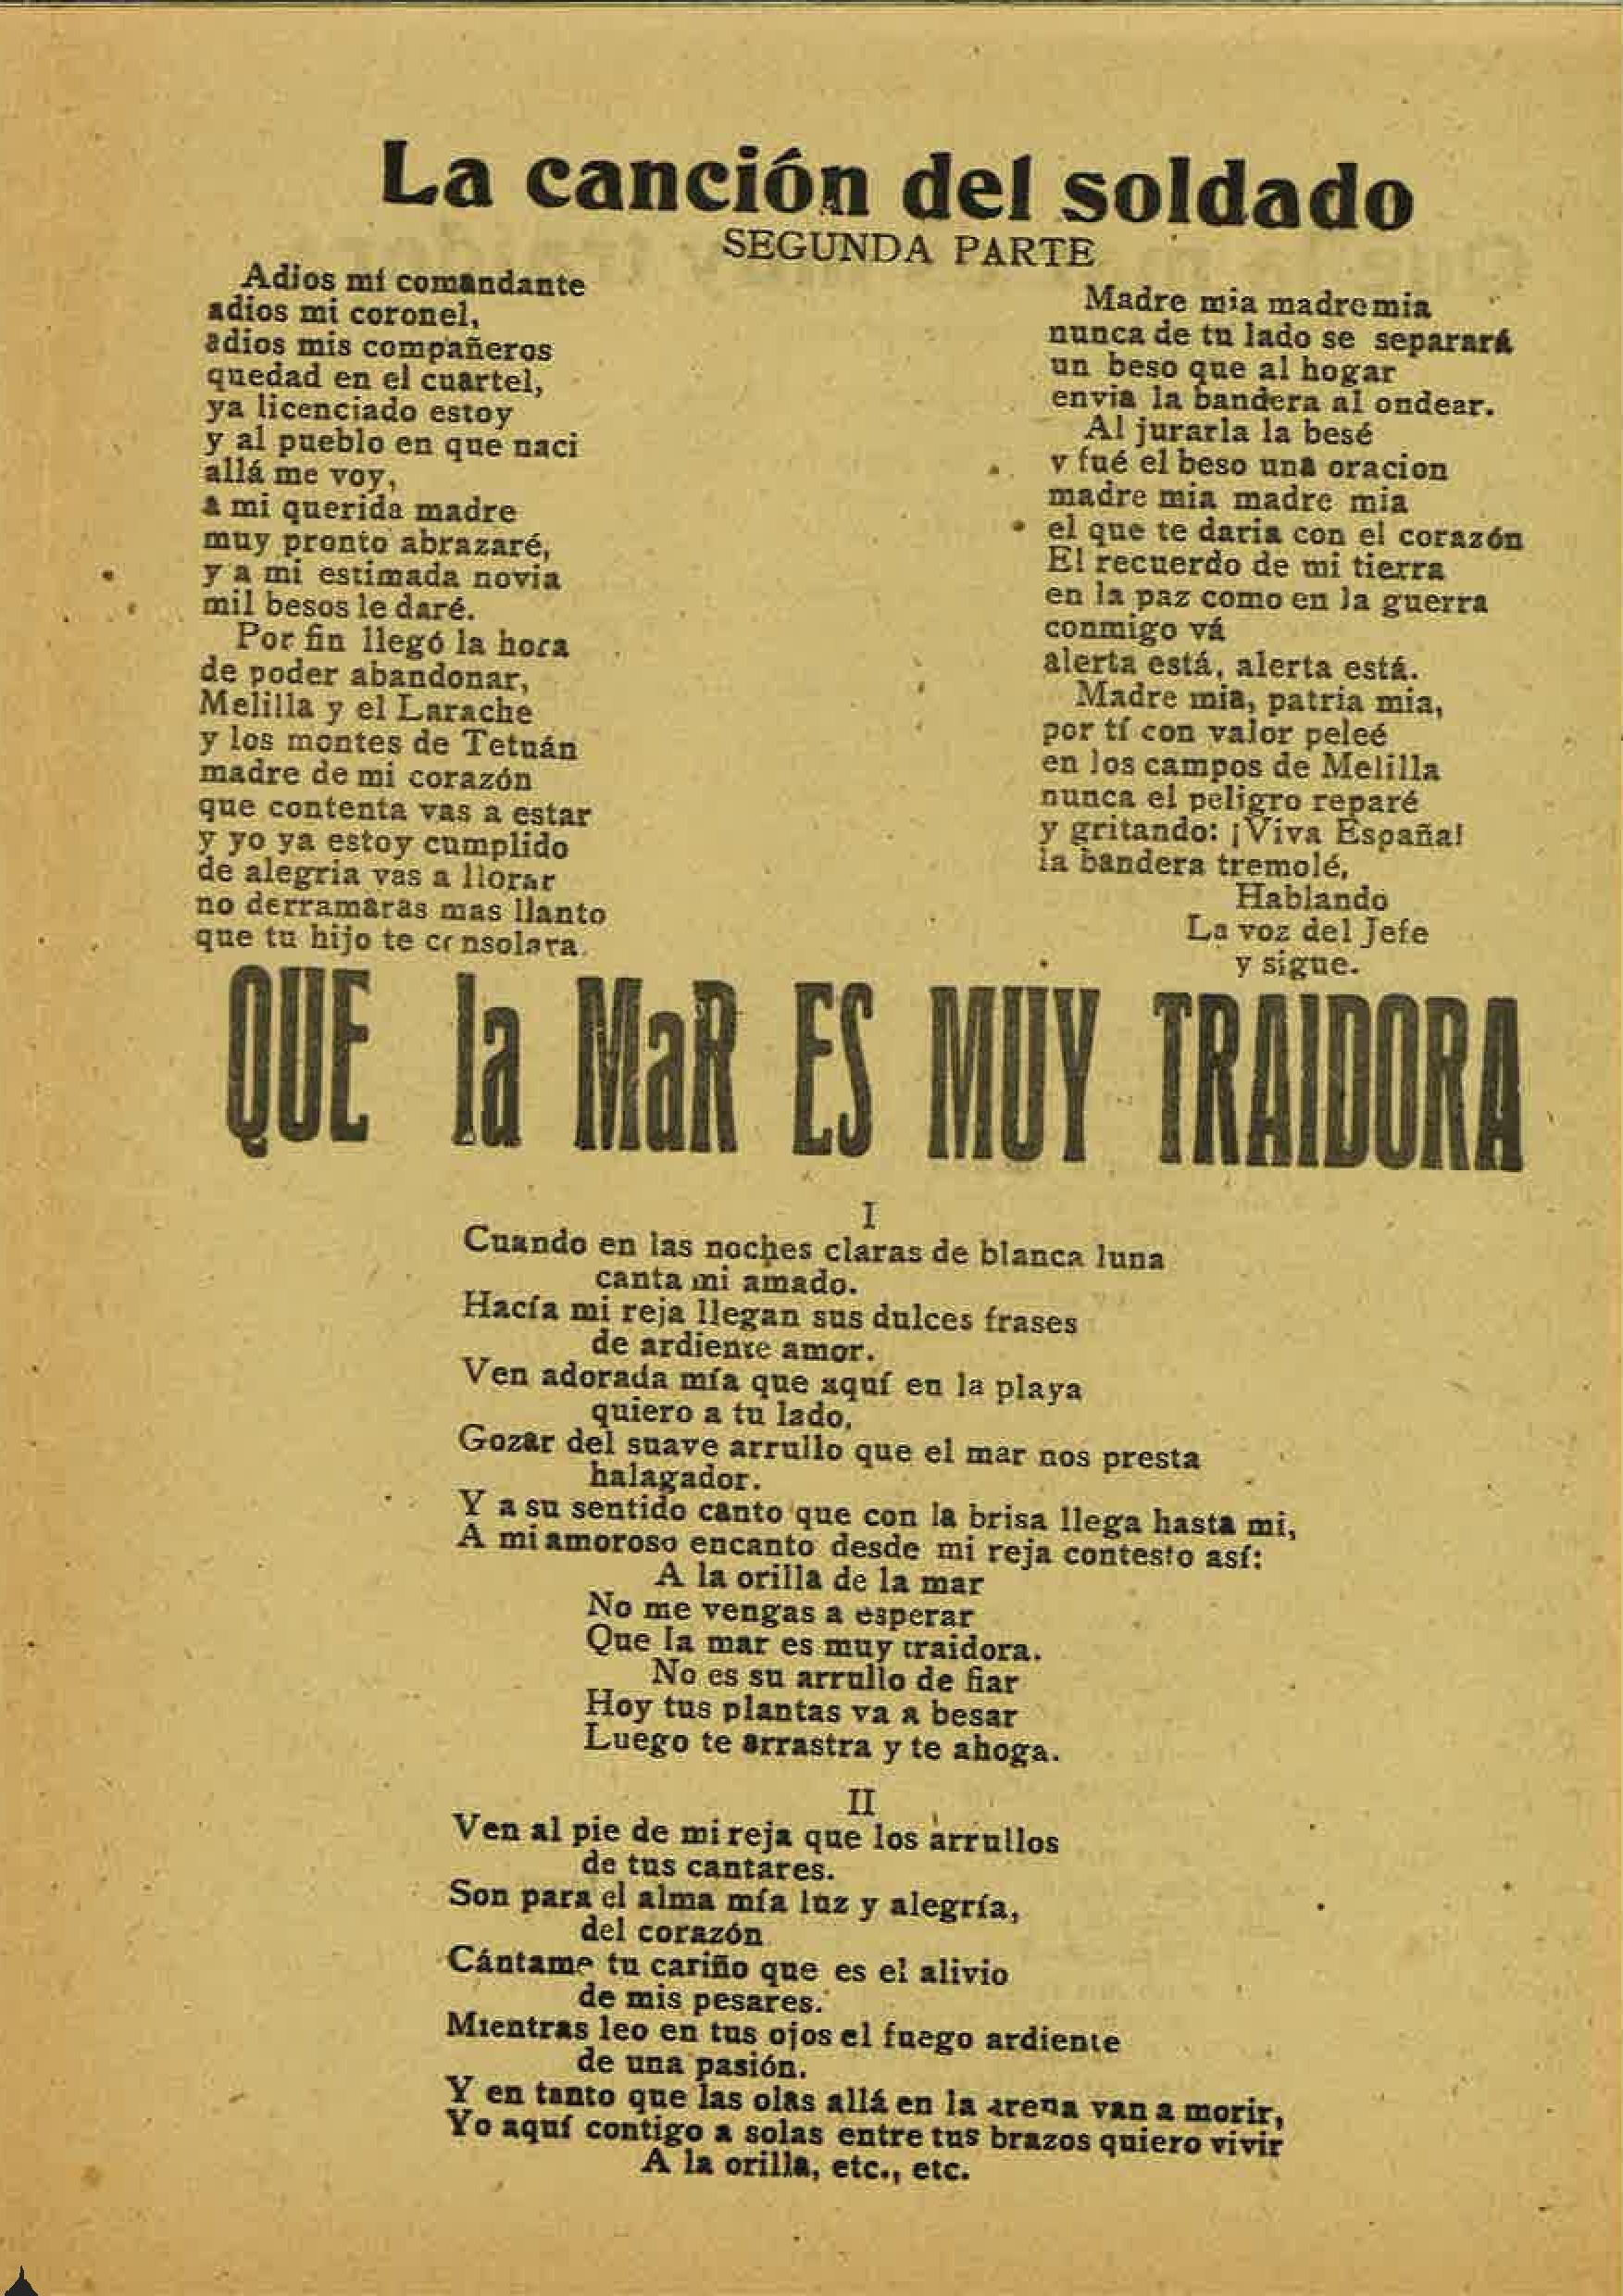 La canción del soldado
SEGUNDA PARTE
Adios mí comandante
adios mi coronel,
adios mis compañeros
quedad en el cuartel,
ya licenciado estoy
y al pueblo en que naci
allá me voy,
a mi querida madre
muy pronto abrazaré,
y a mi estimada novia
mil besos le daré.
Por fin llegó la hora
de poder abandonar,
Melilla y el Larache
y los montes de Tetuán
madre de mi corazón
que contenta vas a estar
y yo ya estoy cumplido
de alegria vas a llorar
no derramaras mas llanto
que tu hijo te consolara.
Madre mia madre mia
nunca de tu lado se separará
un beso que al hogar
envia la bandera al ondear.
Al jurarla la besé
y fué el beso una oracion
madre mia madre mia
el que te daria con el corazón
El recuerdo de mi tierra
en la paz como en la guerra
conmigo vá
alerta está, alerta está.
Madre mia, patria mia,
por tí con valor peleé
en los campos de Melilla
nunca el peligro reparé
y gritando: ¡Viva España!
la bandera tremolé,
Hablando
La voz del Jefe
y sigue.
QUE la MaR ES MUY TRAIDORA
I
Cuando en las noches claras de blanca luna
canta mi amado.
Hacía mi reja llegan sus dulces frases
de ardiente amor.
Ven adorada mía que aquí en la playa
quiero a tu lado,
Gozar del suave arrullo que el mar nos presta
halagador.
Y a su sentido canto que con la brisa llega hasta mi,
A mi amoroso encanto desde mi reja contesto así:
A la orilla de la mar
No me vengas a esperar
Que la mar es muy traidora.
No es su arrullo de fiar
Hoy tus plantas va a besar
Luego te arrastra y te ahoga.
II
Ven al pie de mi reja que los arrullos
de tus cantares.
Son para el alma mía luz y alegría,
del corazón
Cántame tu cariño que es el alivio
de mis pesares.
Mientras leo en tus ojos el fuego ardiente
de una pasión.
Y en tanto que las olas allá en la arena van a morir,
Yo aquí contigo a solas entre tus brazos quiero vivir
A la orilla, etc., etc.